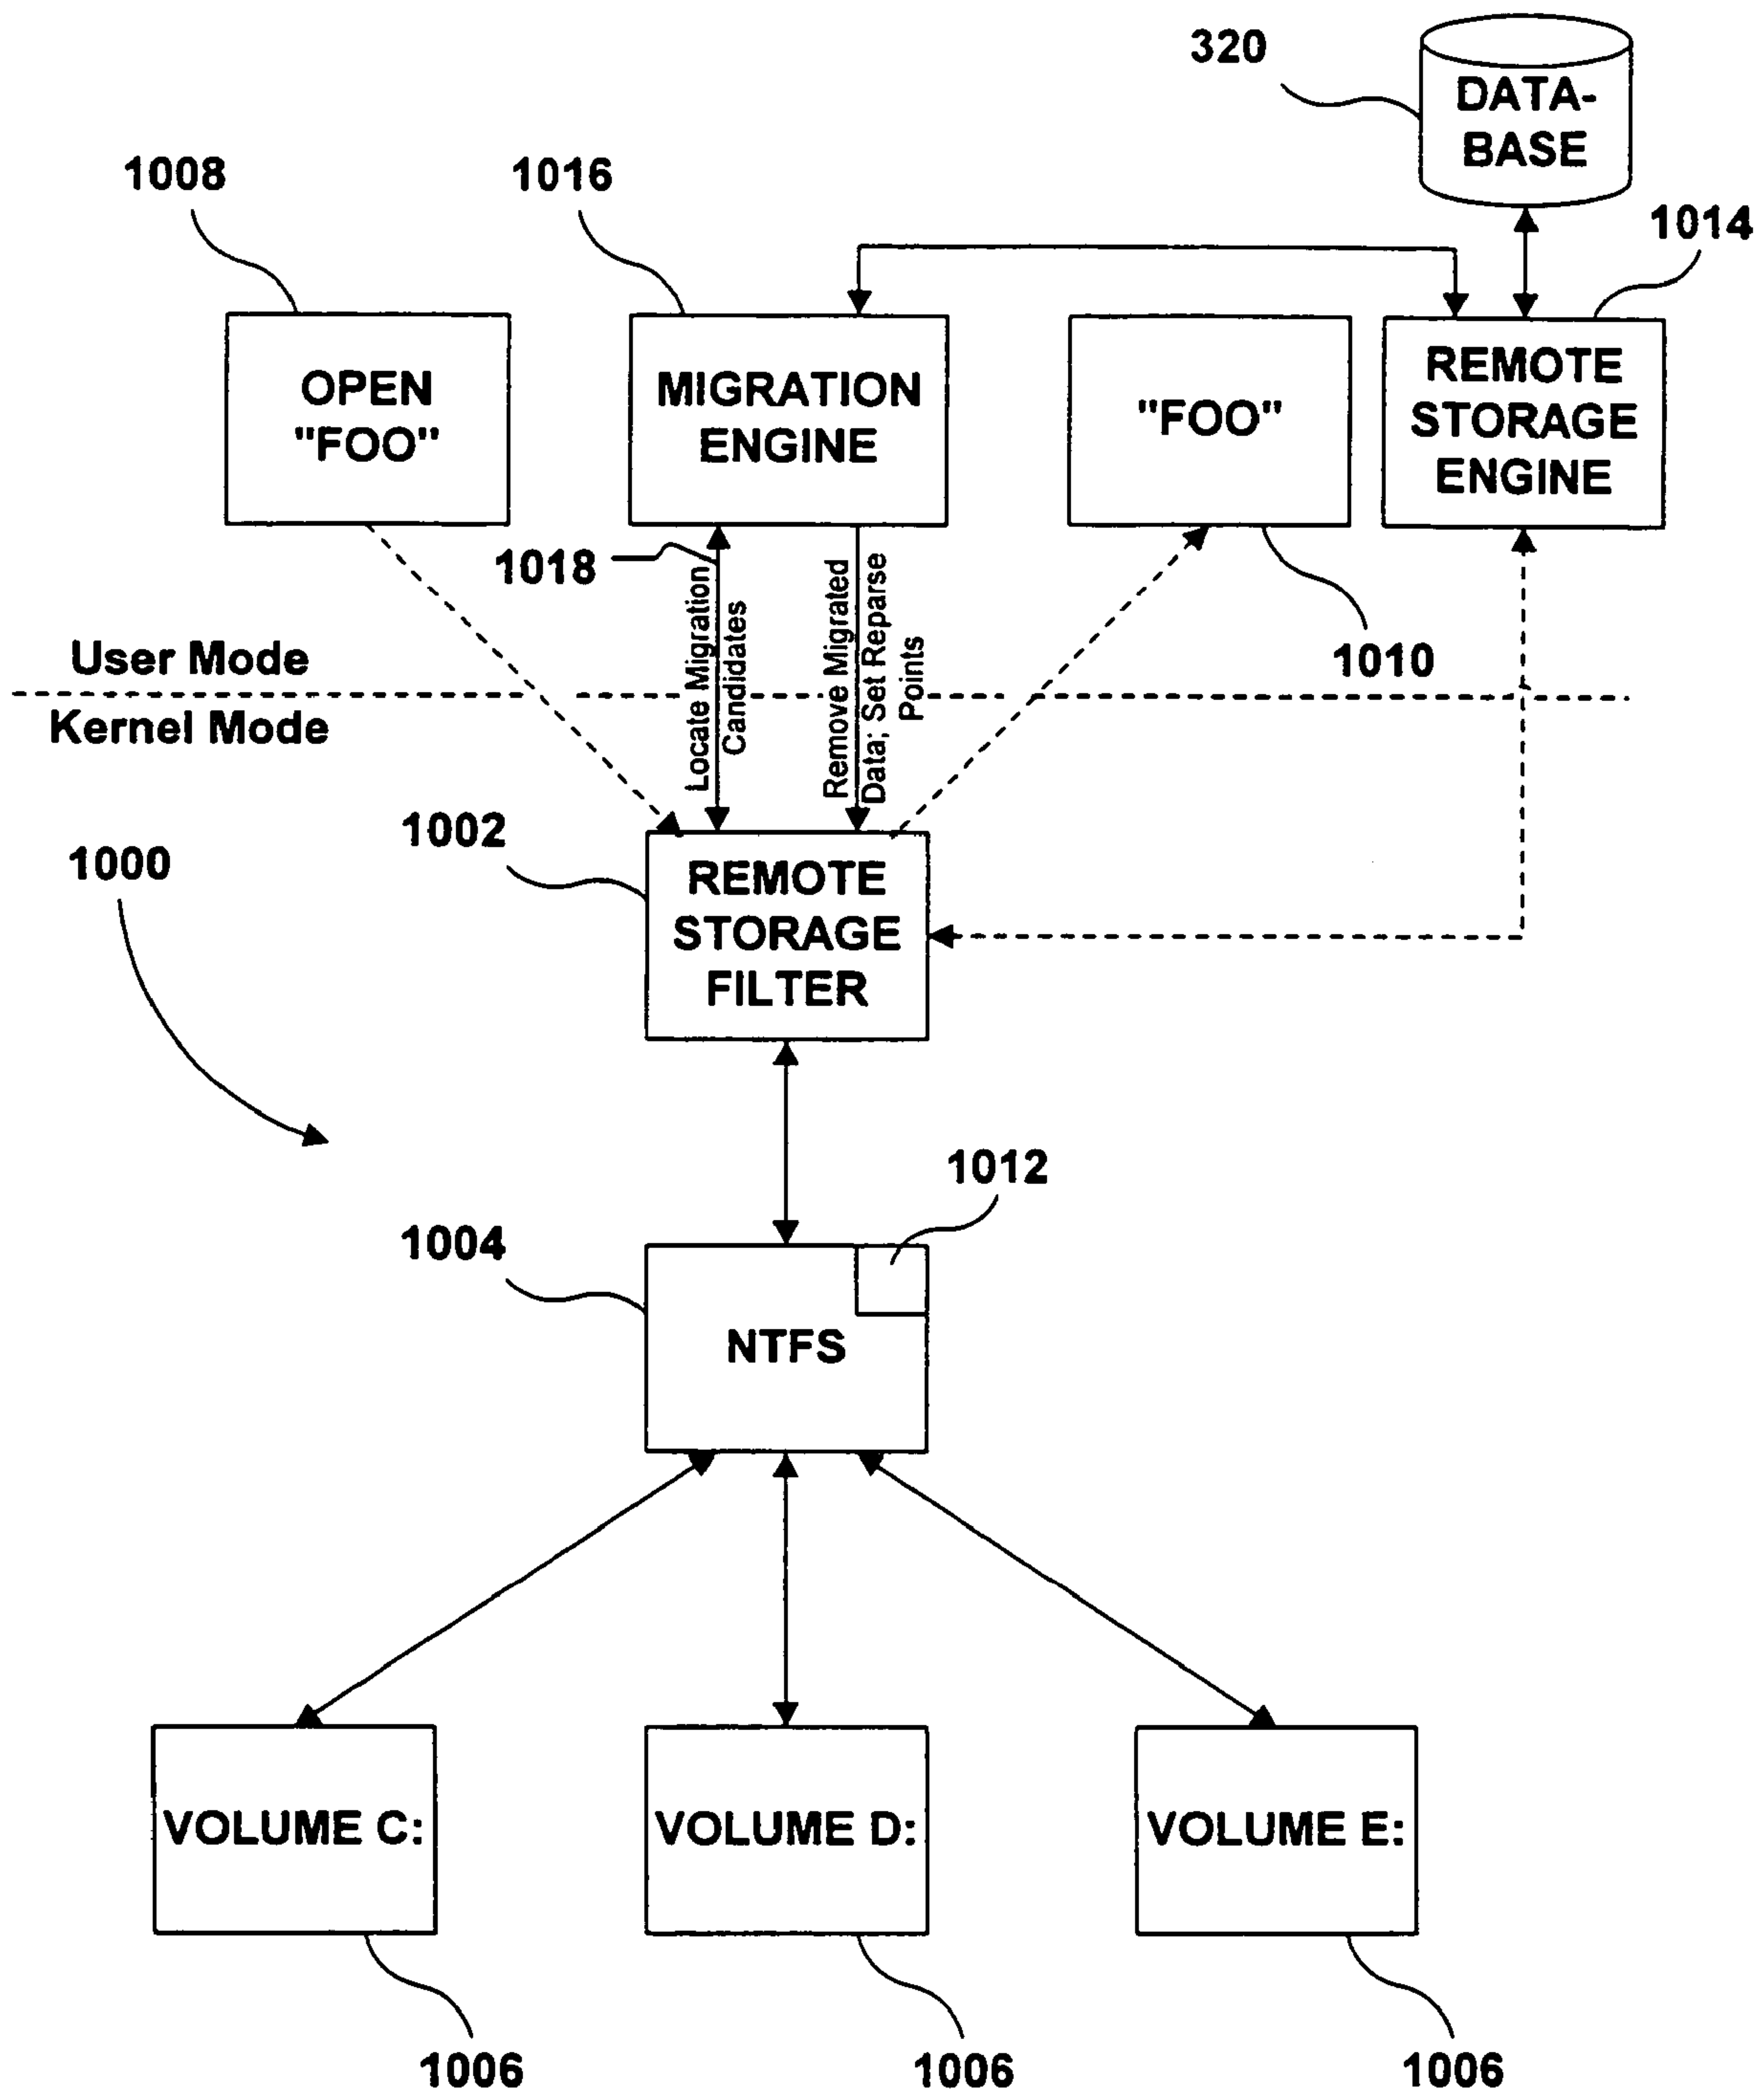 320
DATA-
BASE
1008
1016
1014
OPEN
"FOO"
MIGRATION
ENGINE
"FOO"
REMOTE
STORAGE
ENGINE
1018
Locate Migration
Candidates
Remove Migrated
Data; Set Reparse
Points
1010
User Mode
Kernel Mode
1002
1000
REMOTE
STORAGE
FILTER
1012
1004
NTFS
VOLUME C:
VOLUME D:
VOLUME E:
1006
1006
1006